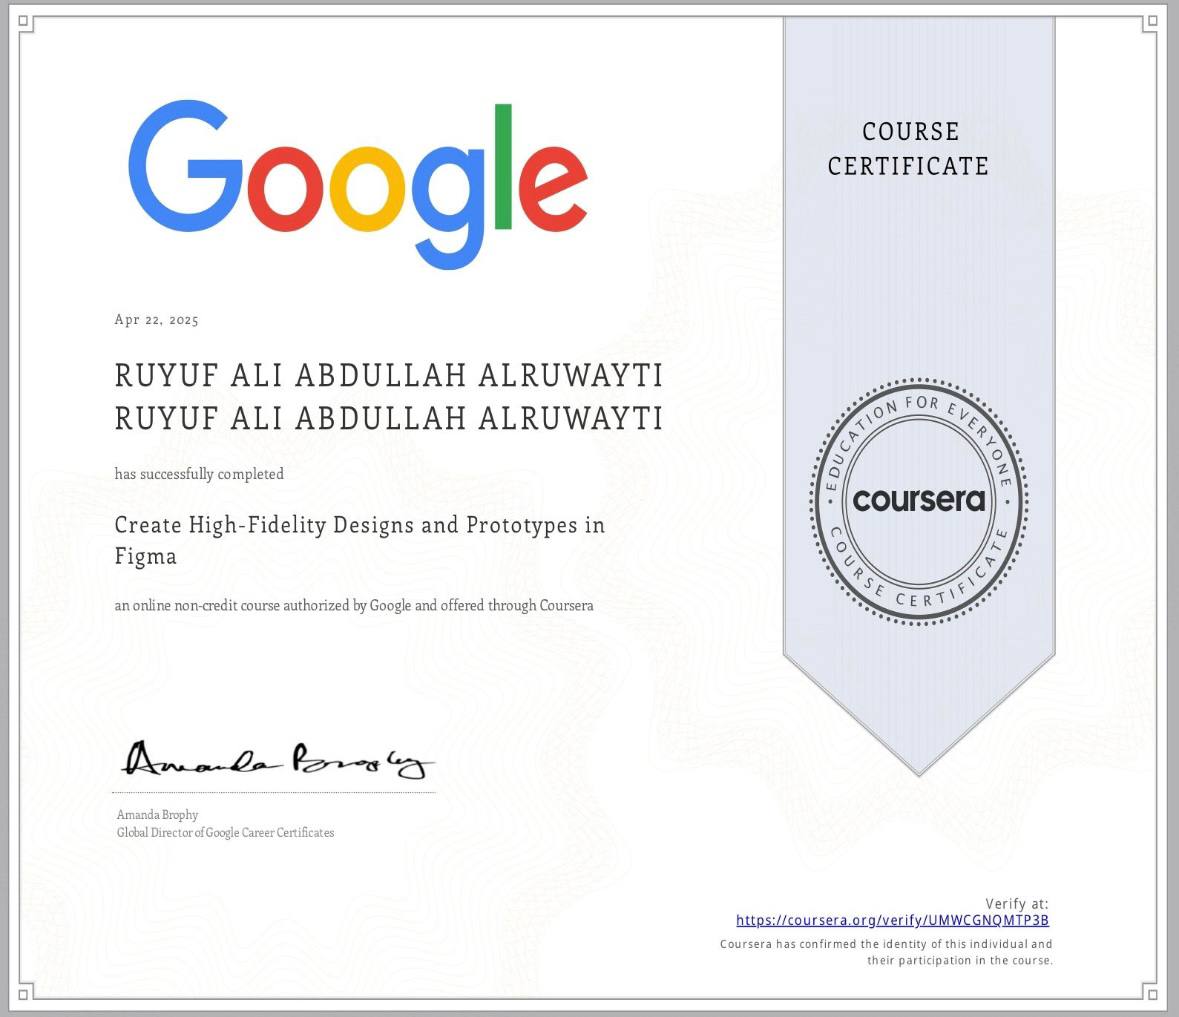 Google
COURSE
CERTIFICATE
Apr 22, 2025
RUYUF ALI ABDULLAH ALRUWAYTI
RUYUF ALI ABDULLAH ALRUWAYTI
has successfully completed
Create High-Fidelity Designs and Prototypes in
Figma
an online non-credit course authorized by Google and offered through Coursera
EDUCATION FOR EVERYONE
coursera
COURSE CERTIFICATE
Amanda Brophy
Amanda Brophy
Global Director of Google Career Certificates
Verify at:
https://coursera.org/verify/UMWCGNQMTP3B
Coursera has confirmed the identity of this individual and
their participation in the course.